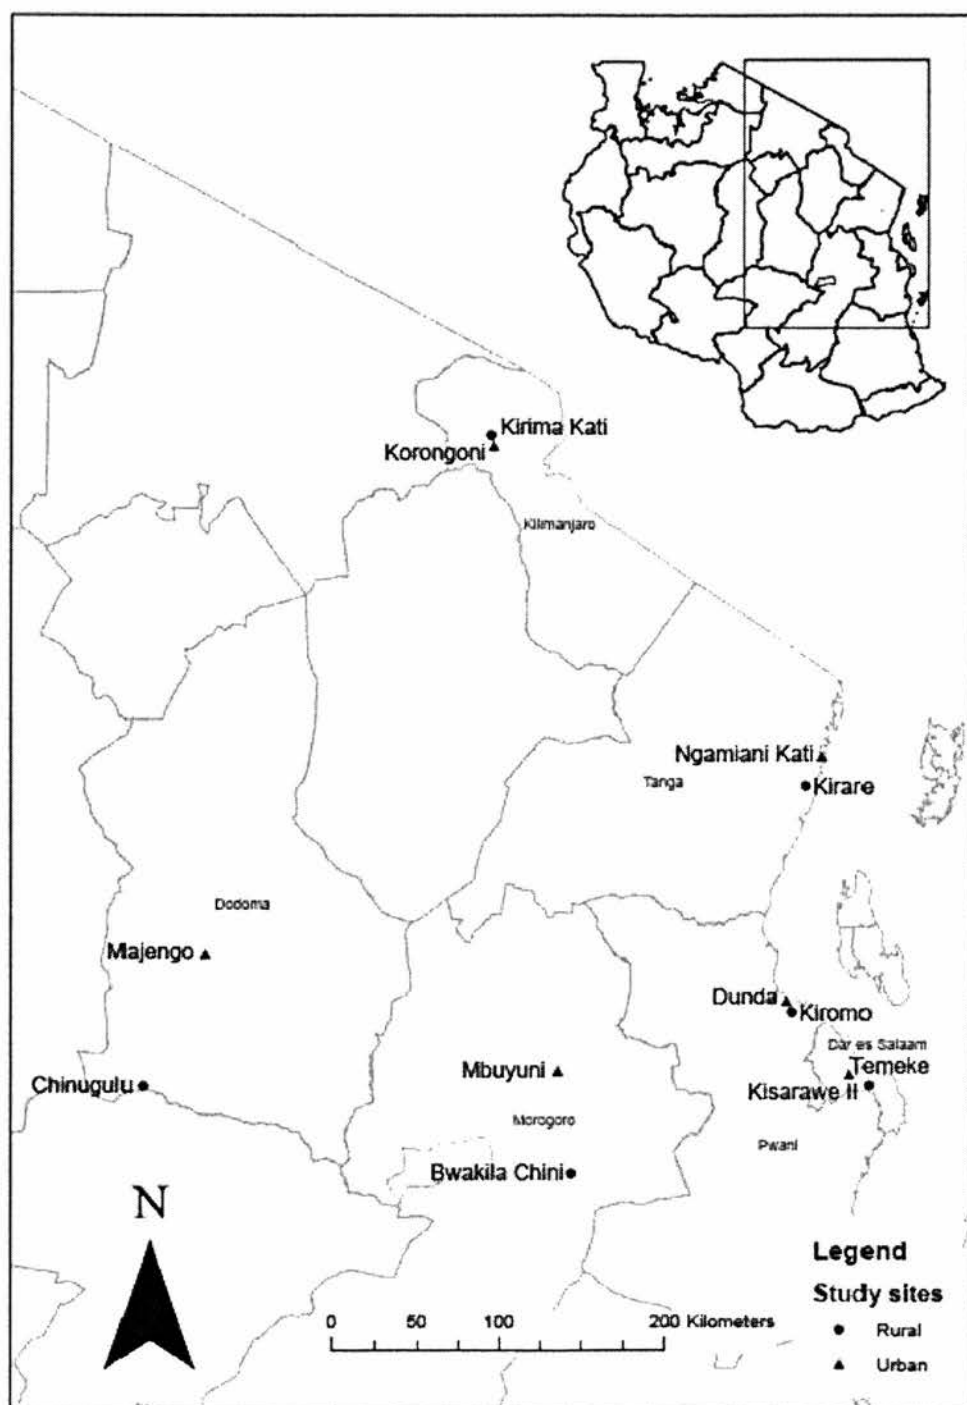 Kirima Kati
Korongoni
Kilimanjaro
Ngamiani Kati
Tanga
Kirare
Dodoma
Majengo
Dunda
Kiromo
Dar es Salaam
Mbuyuni
Temeke
Chinugulu
Kisarawe II
Morogoro
Pwani
Bwakila Chini
N
Legend
Study sites
0 50 100 200 Kilometers
Rural
Urban